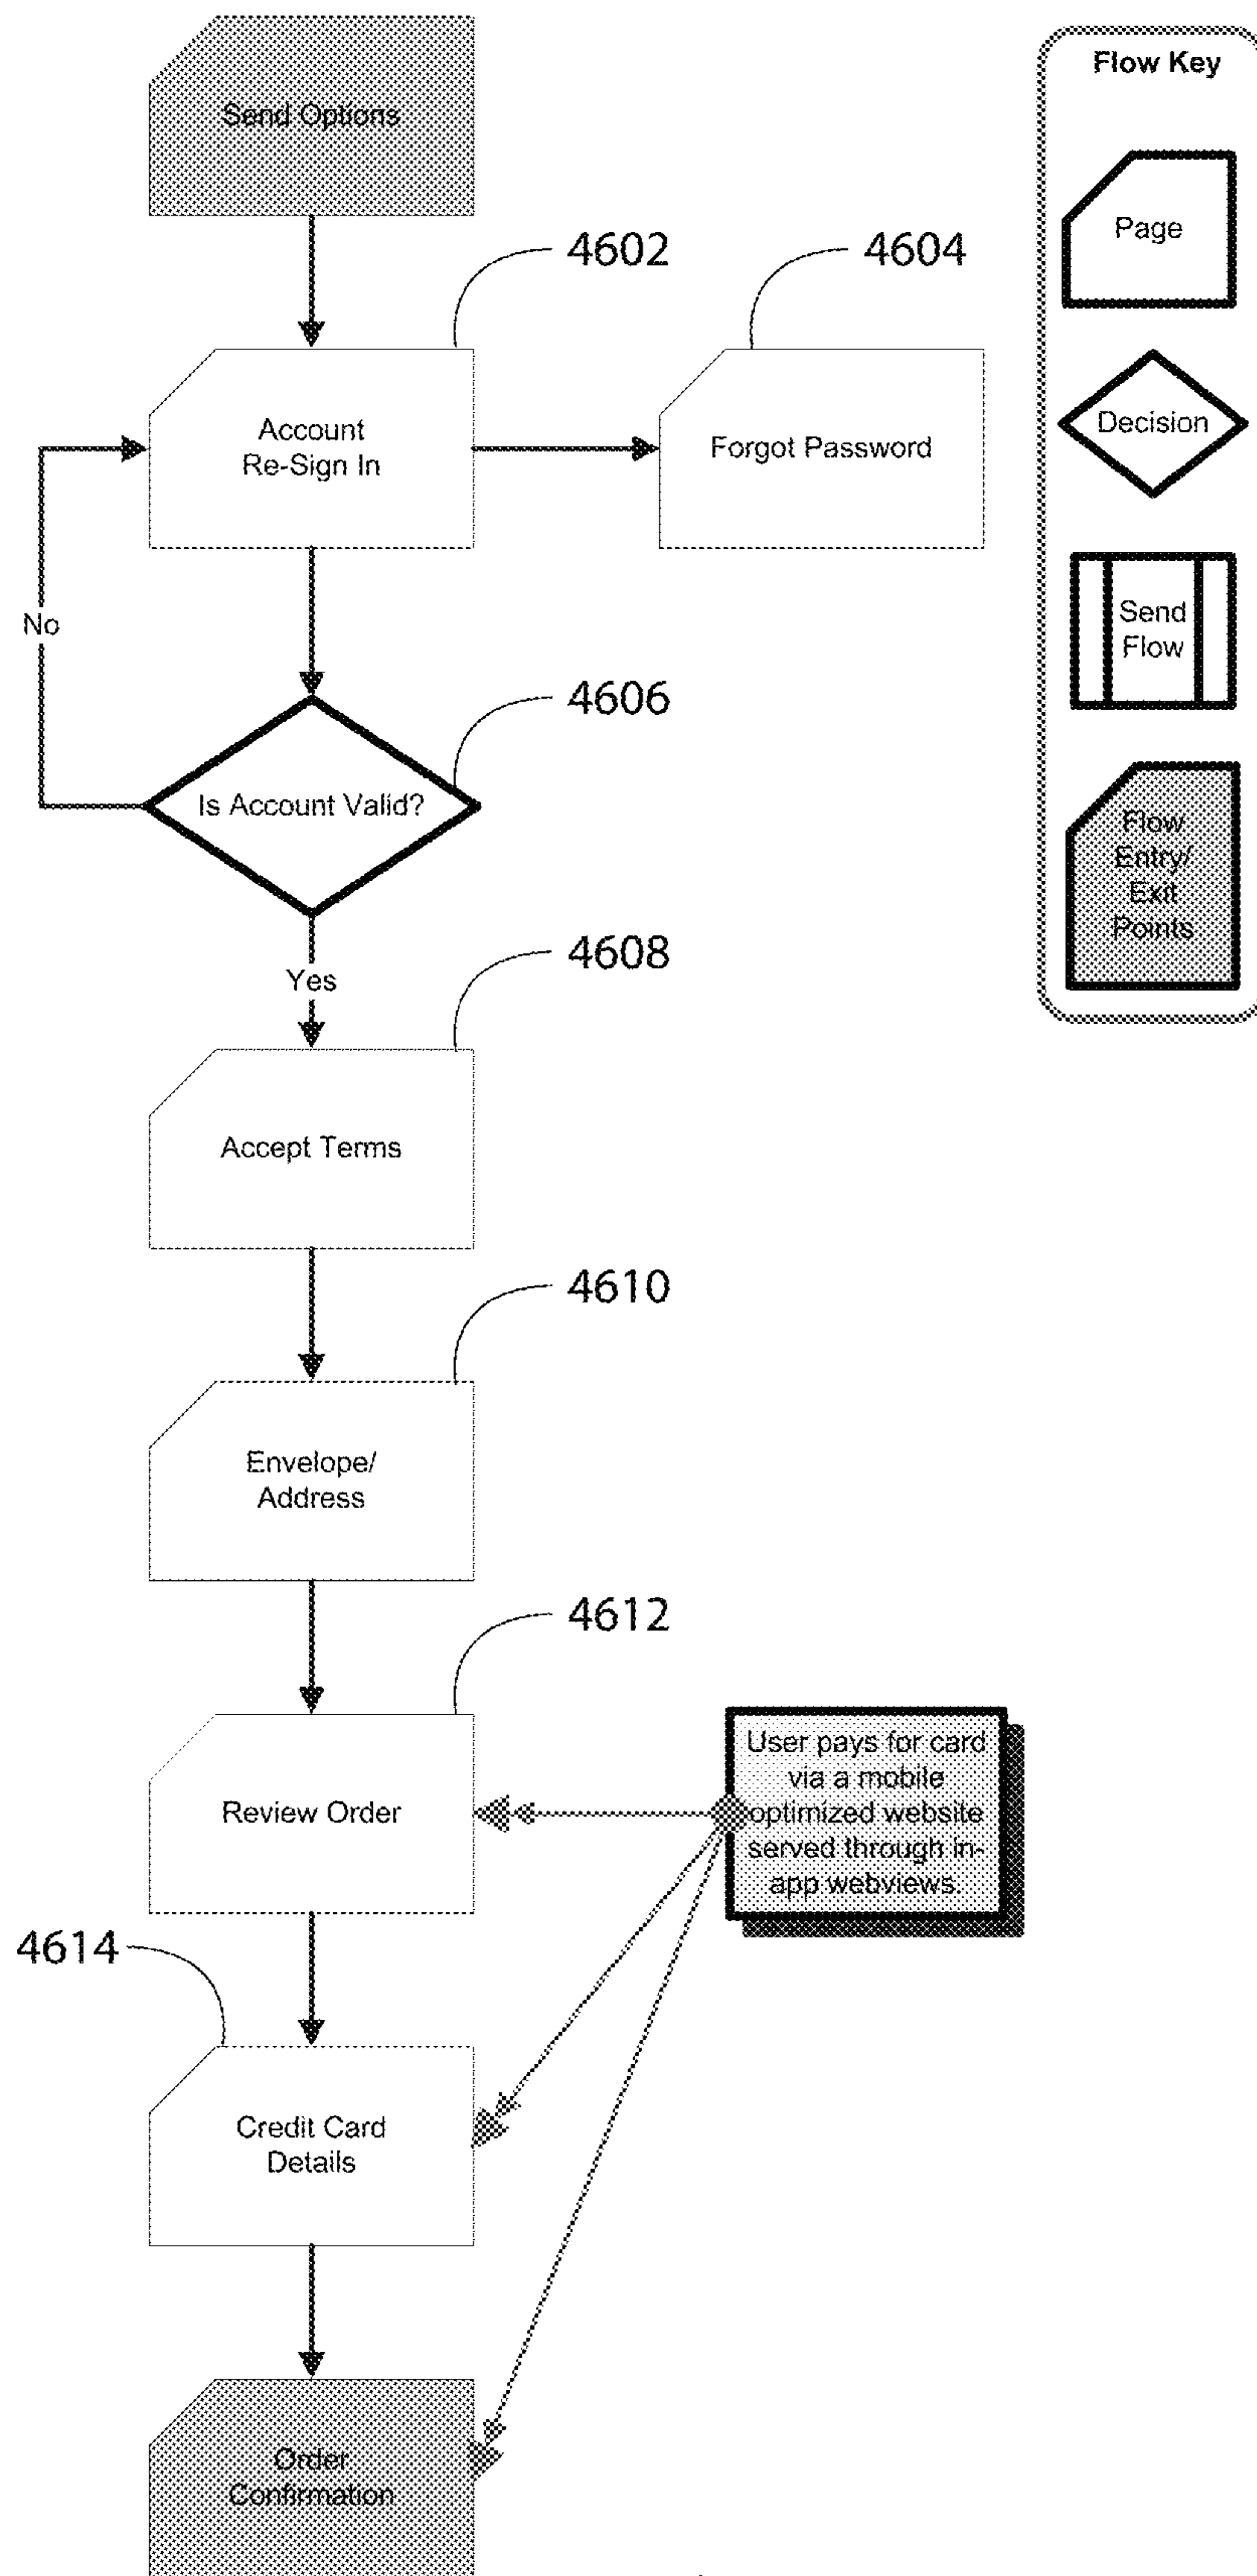 Send Options
4602
4604
Account
Re-Sign In
Forgot Password
No
4606
Is Account Valid?
Yes
4608
Accept Terms
4610
Envelope/
Address
4612
Review Order
User pays for card
via a mobile
optimized website
served through in-
app webviews.
4614
Credit Card
Details
Order
Confirmation
Flow Key
Page
Decision
Send
Flow
Flow
Entry/
Exit
Points